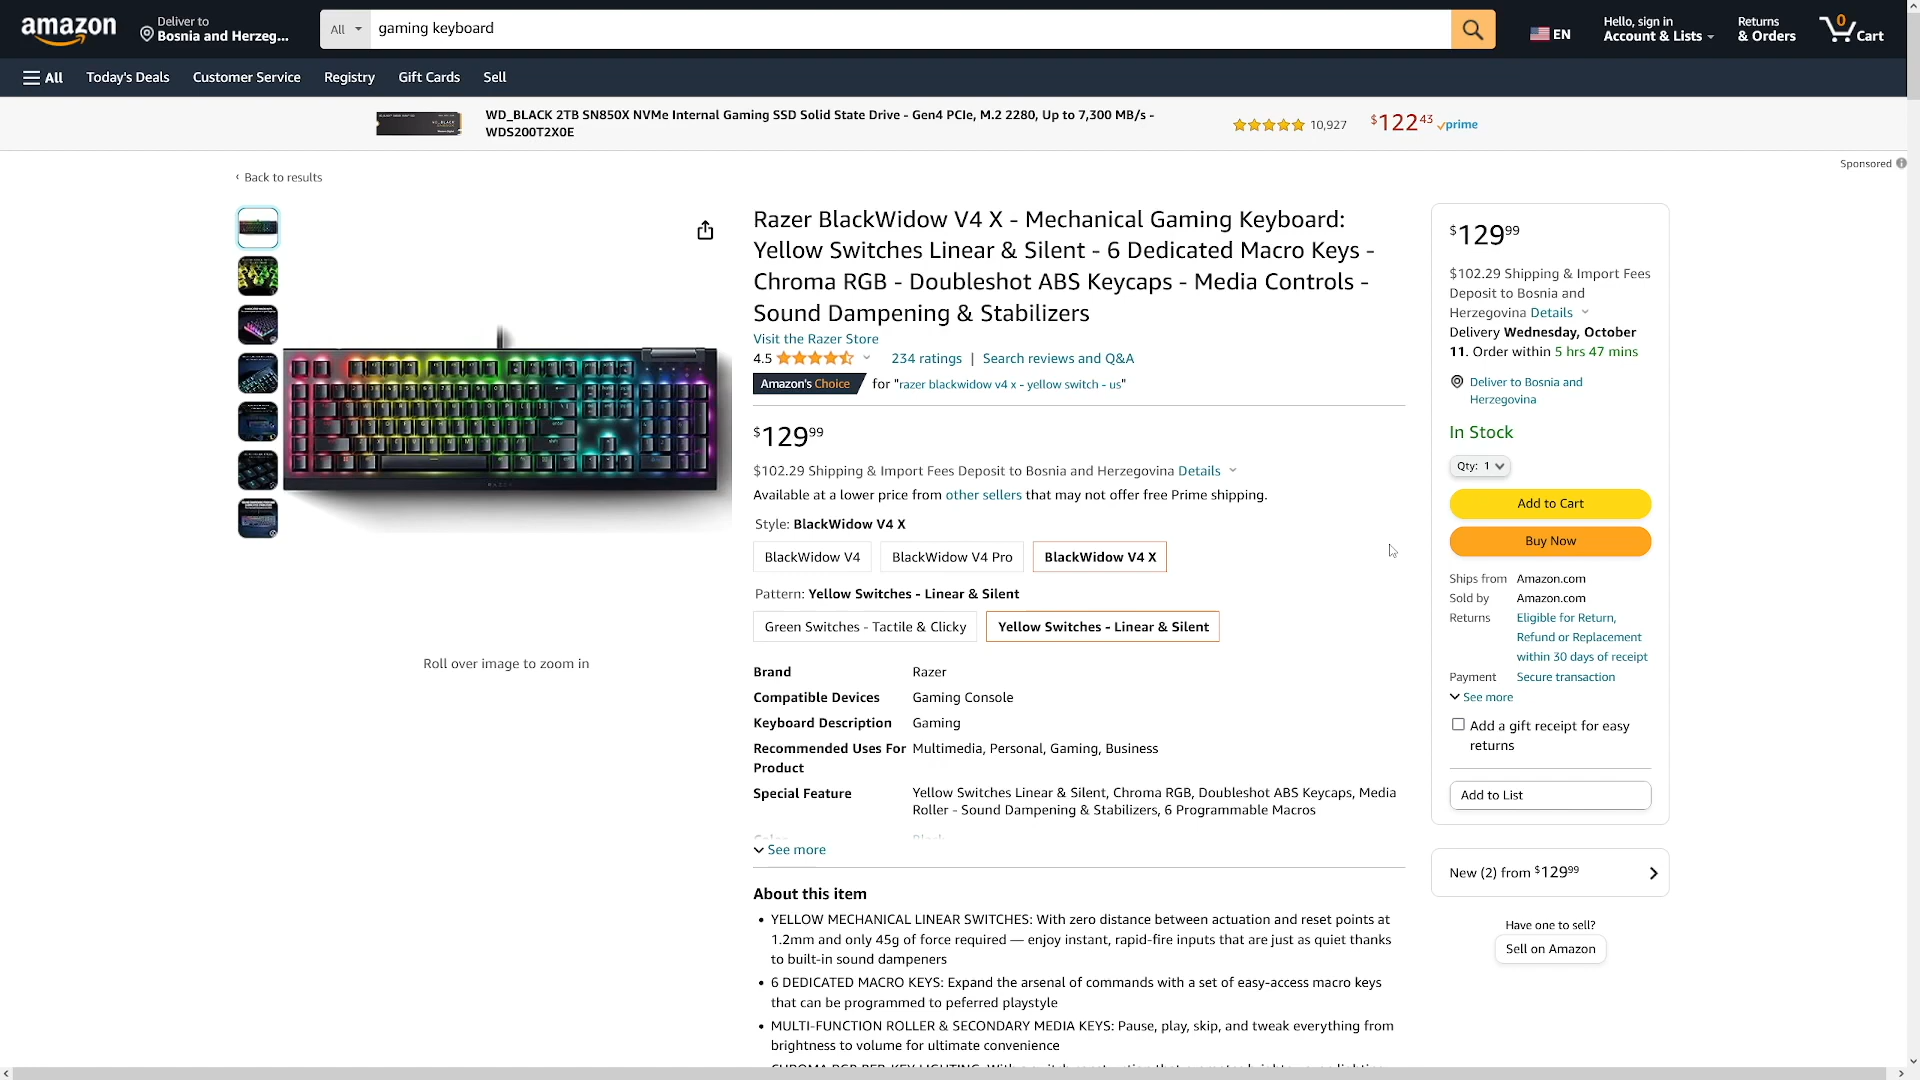 amazon
Deliver to
Bosnia and Herzeg...
All
gaming keyboard
EN
Hello, sign in
Account & Lists
Returns
& Orders
0
Cart
All
Today's Deals
Customer Service
Registry
Gift Cards
Sell
WD_BLACK 2TB SN850X NVMe Internal Gaming SSD Solid State Drive - Gen4 PCIe, M.2 2280, Up to 7,300 MB/s -
WDS200T2X0E
10,927
$122 43
prime
Sponsored
‹ Back to results
Razer BlackWidow V4 X - Mechanical Gaming Keyboard:
Yellow Switches Linear & Silent - 6 Dedicated Macro Keys -
Chroma RGB - Doubleshot ABS Keycaps - Media Controls -
Sound Dampening & Stabilizers
Visit the Razer Store
4.5
234 ratings | Search reviews and Q&A
Amazon's Choice for "razer blackwidow v4 x - yellow switch - us"
$129 99
$102.29 Shipping & Import Fees Deposit to Bosnia and Herzegovina Details
Available at a lower price from other sellers that may not offer free Prime shipping.
Style: BlackWidow V4 X
BlackWidow V4
BlackWidow V4 Pro
BlackWidow V4 X
Pattern: Yellow Switches - Linear & Silent
Green Switches - Tactile & Clicky
Yellow Switches - Linear & Silent
Roll over image to zoom in
Brand Razer
Compatible Devices Gaming Console
Keyboard Description Gaming
Recommended Uses For Multimedia, Personal, Gaming, Business
Product
Special Feature Yellow Switches Linear & Silent, Chroma RGB, Doubleshot ABS Keycaps, Media
Roller - Sound Dampening & Stabilizers, 6 Programmable Macros
See more
About this item
• YELLOW MECHANICAL LINEAR SWITCHES: With zero distance between actuation and reset points at
1.2mm and only 45g of force required — enjoy instant, rapid-fire inputs that are just as quiet thanks
to built-in sound dampeners
• 6 DEDICATED MACRO KEYS: Expand the arsenal of commands with a set of easy-access macro keys
that can be programmed to peferred playstyle
• MULTI-FUNCTION ROLLER & SECONDARY MEDIA KEYS: Pause, play, skip, and tweak everything from
brightness to volume for ultimate convenience
$129 99
$102.29 Shipping & Import Fees
Deposit to Bosnia and
Herzegovina Details
Delivery Wednesday, October
11. Order within 5 hrs 47 mins
Deliver to Bosnia and
Herzegovina
In Stock
Qty: 1
Add to Cart
Buy Now
Ships from Amazon.com
Sold by Amazon.com
Returns Eligible for Return,
Refund or Replacement
within 30 days of receipt
Payment Secure transaction
See more
Add a gift receipt for easy
returns
Add to List
New (2) from $129 99
Have one to sell?
Sell on Amazon